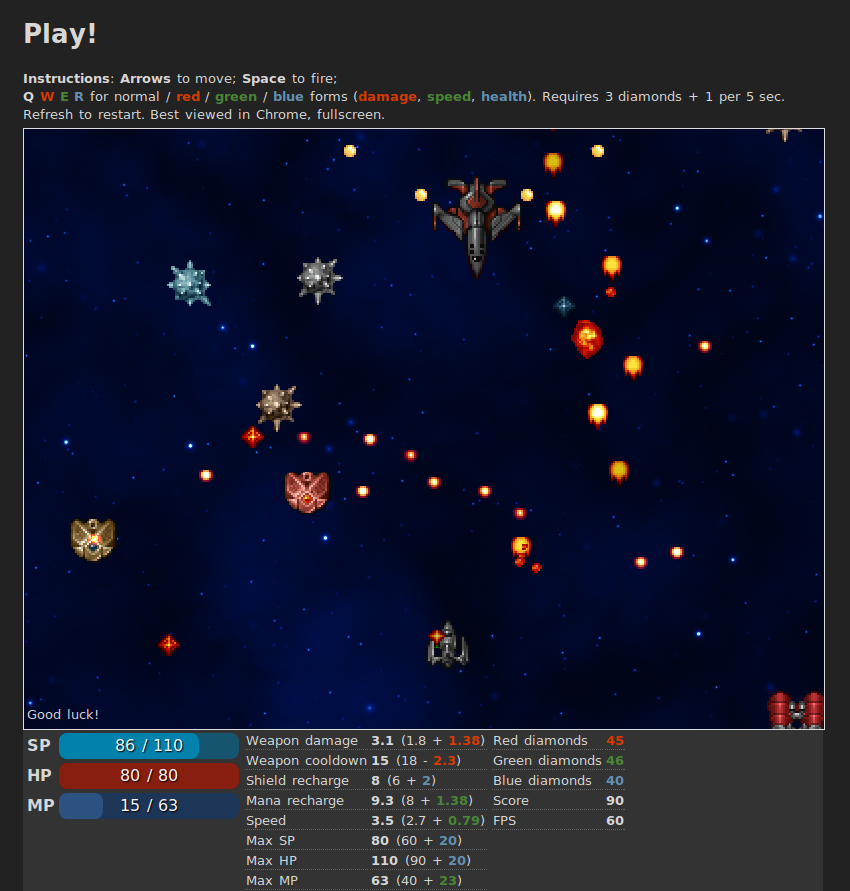 Play!
Instructions: Arrows to move; Space to fire;
Q W E R for normal / red / green / blue forms (damage, speed, health). Requires 3 diamonds + 1 per 5 sec.
Refresh to restart. Best viewed in Chrome, fullscreen.
Good luck!
SP 86 / 110
HP 80 / 80
MP 15 / 63
Weapon damage 3.1 (1.8 + 1.38) Red diamonds 45
Weapon cooldown 15 (18 - 2.3) Green diamonds 46
Shield recharge 8 (6 + 2) Blue diamonds 40
Mana recharge 9.3 (8 + 1.38) Score 90
Speed 3.5 (2.7 + 0.79) FPS 60
Max SP 80 (60 + 20)
Max HP 110 (90 + 20)
Max MP 63 (40 + 23)